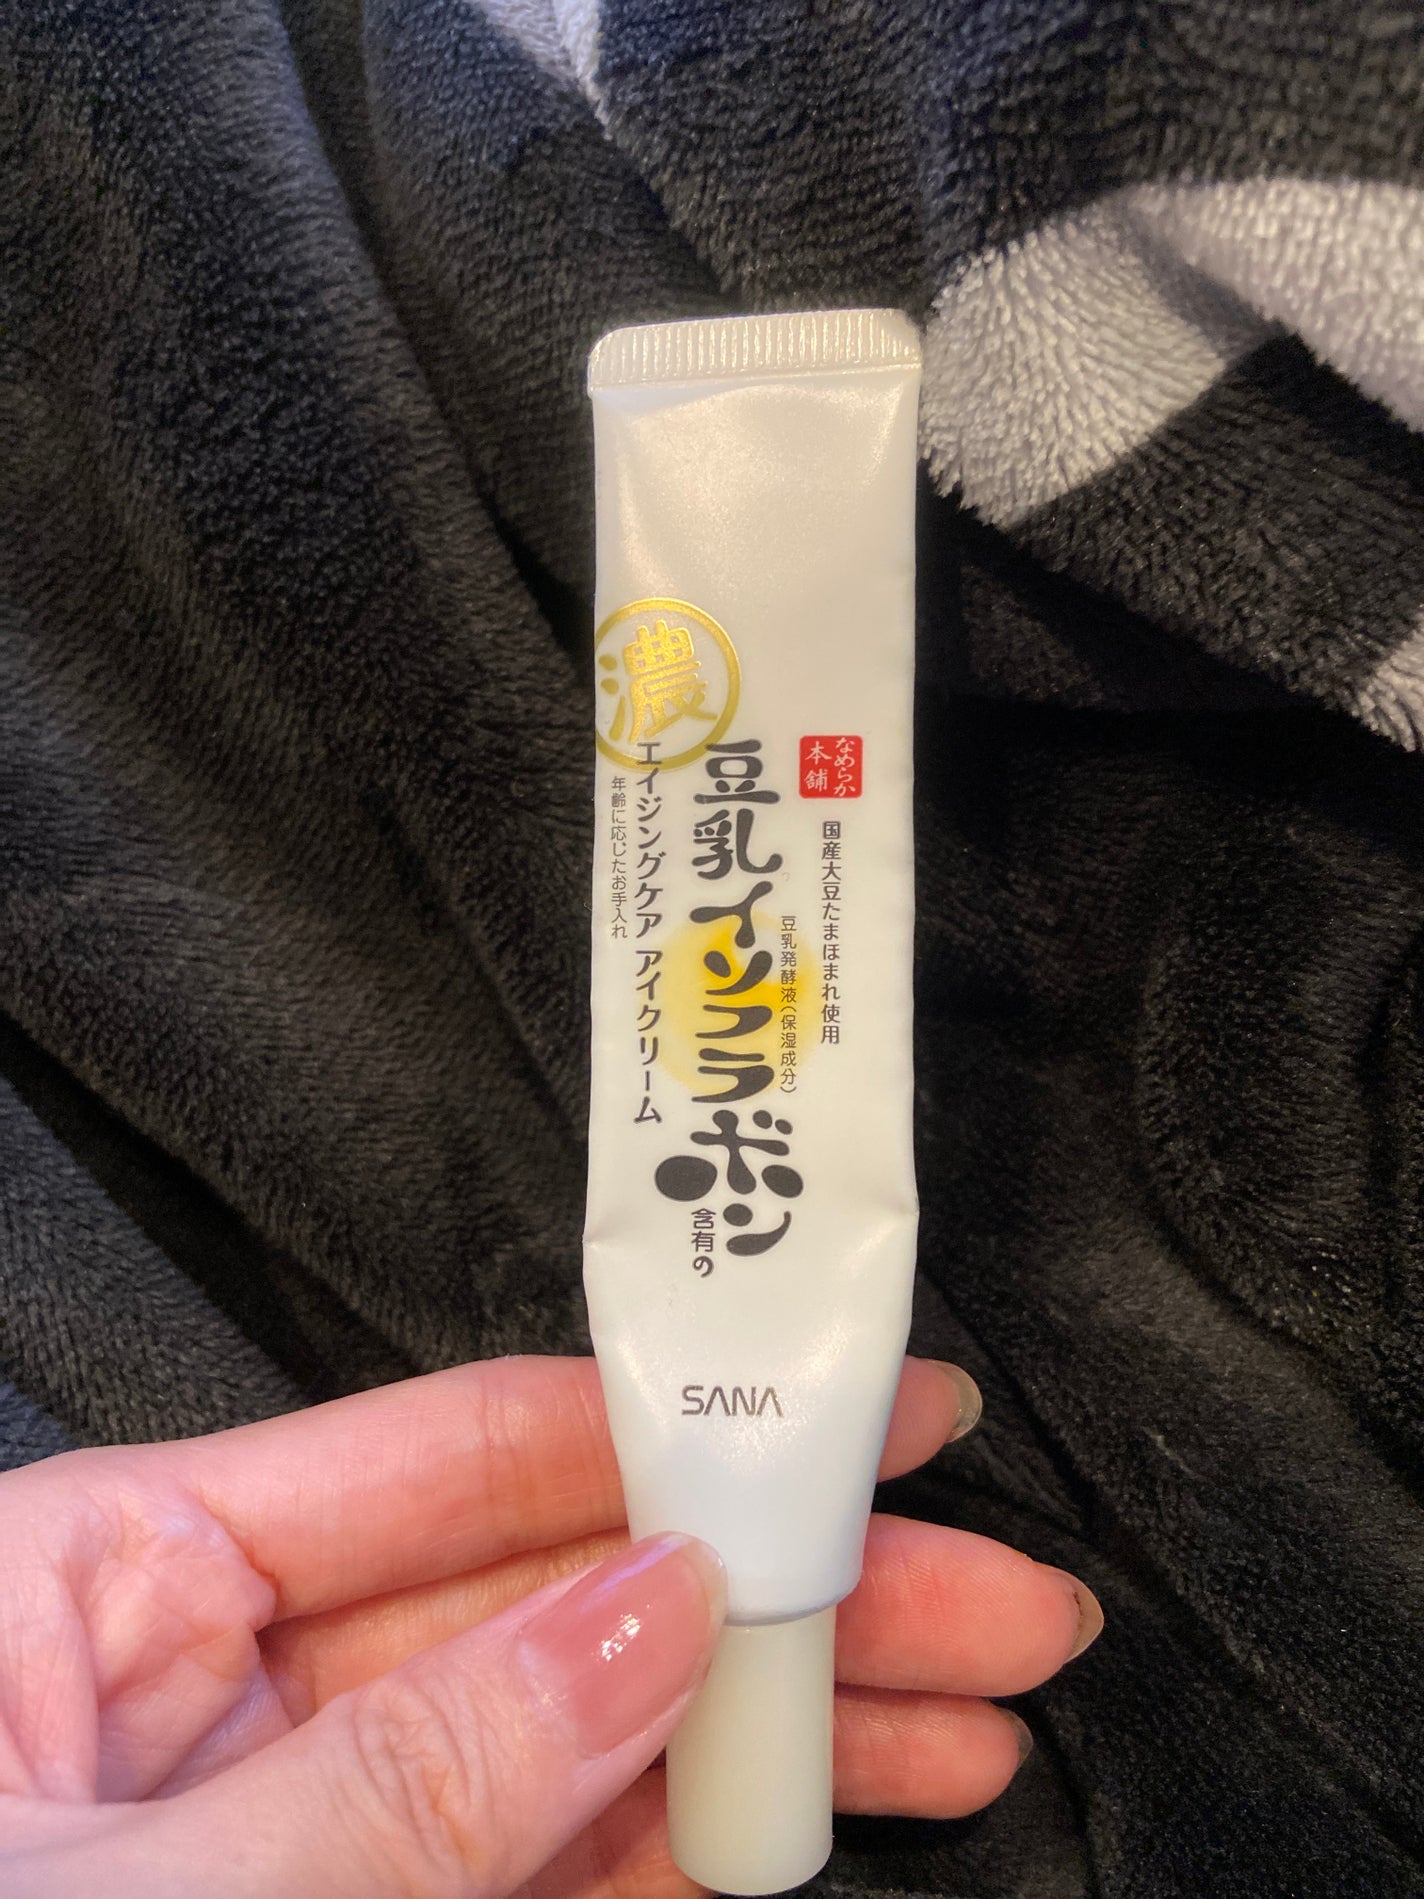 濃
なめらか
本舗
国産大豆たまほまれ使用
豆乳発酵液(保湿成分)
豆乳イソフラボン
含有の
エイジングケア アイクリーム
年齢に応じたお手入れ
SANA